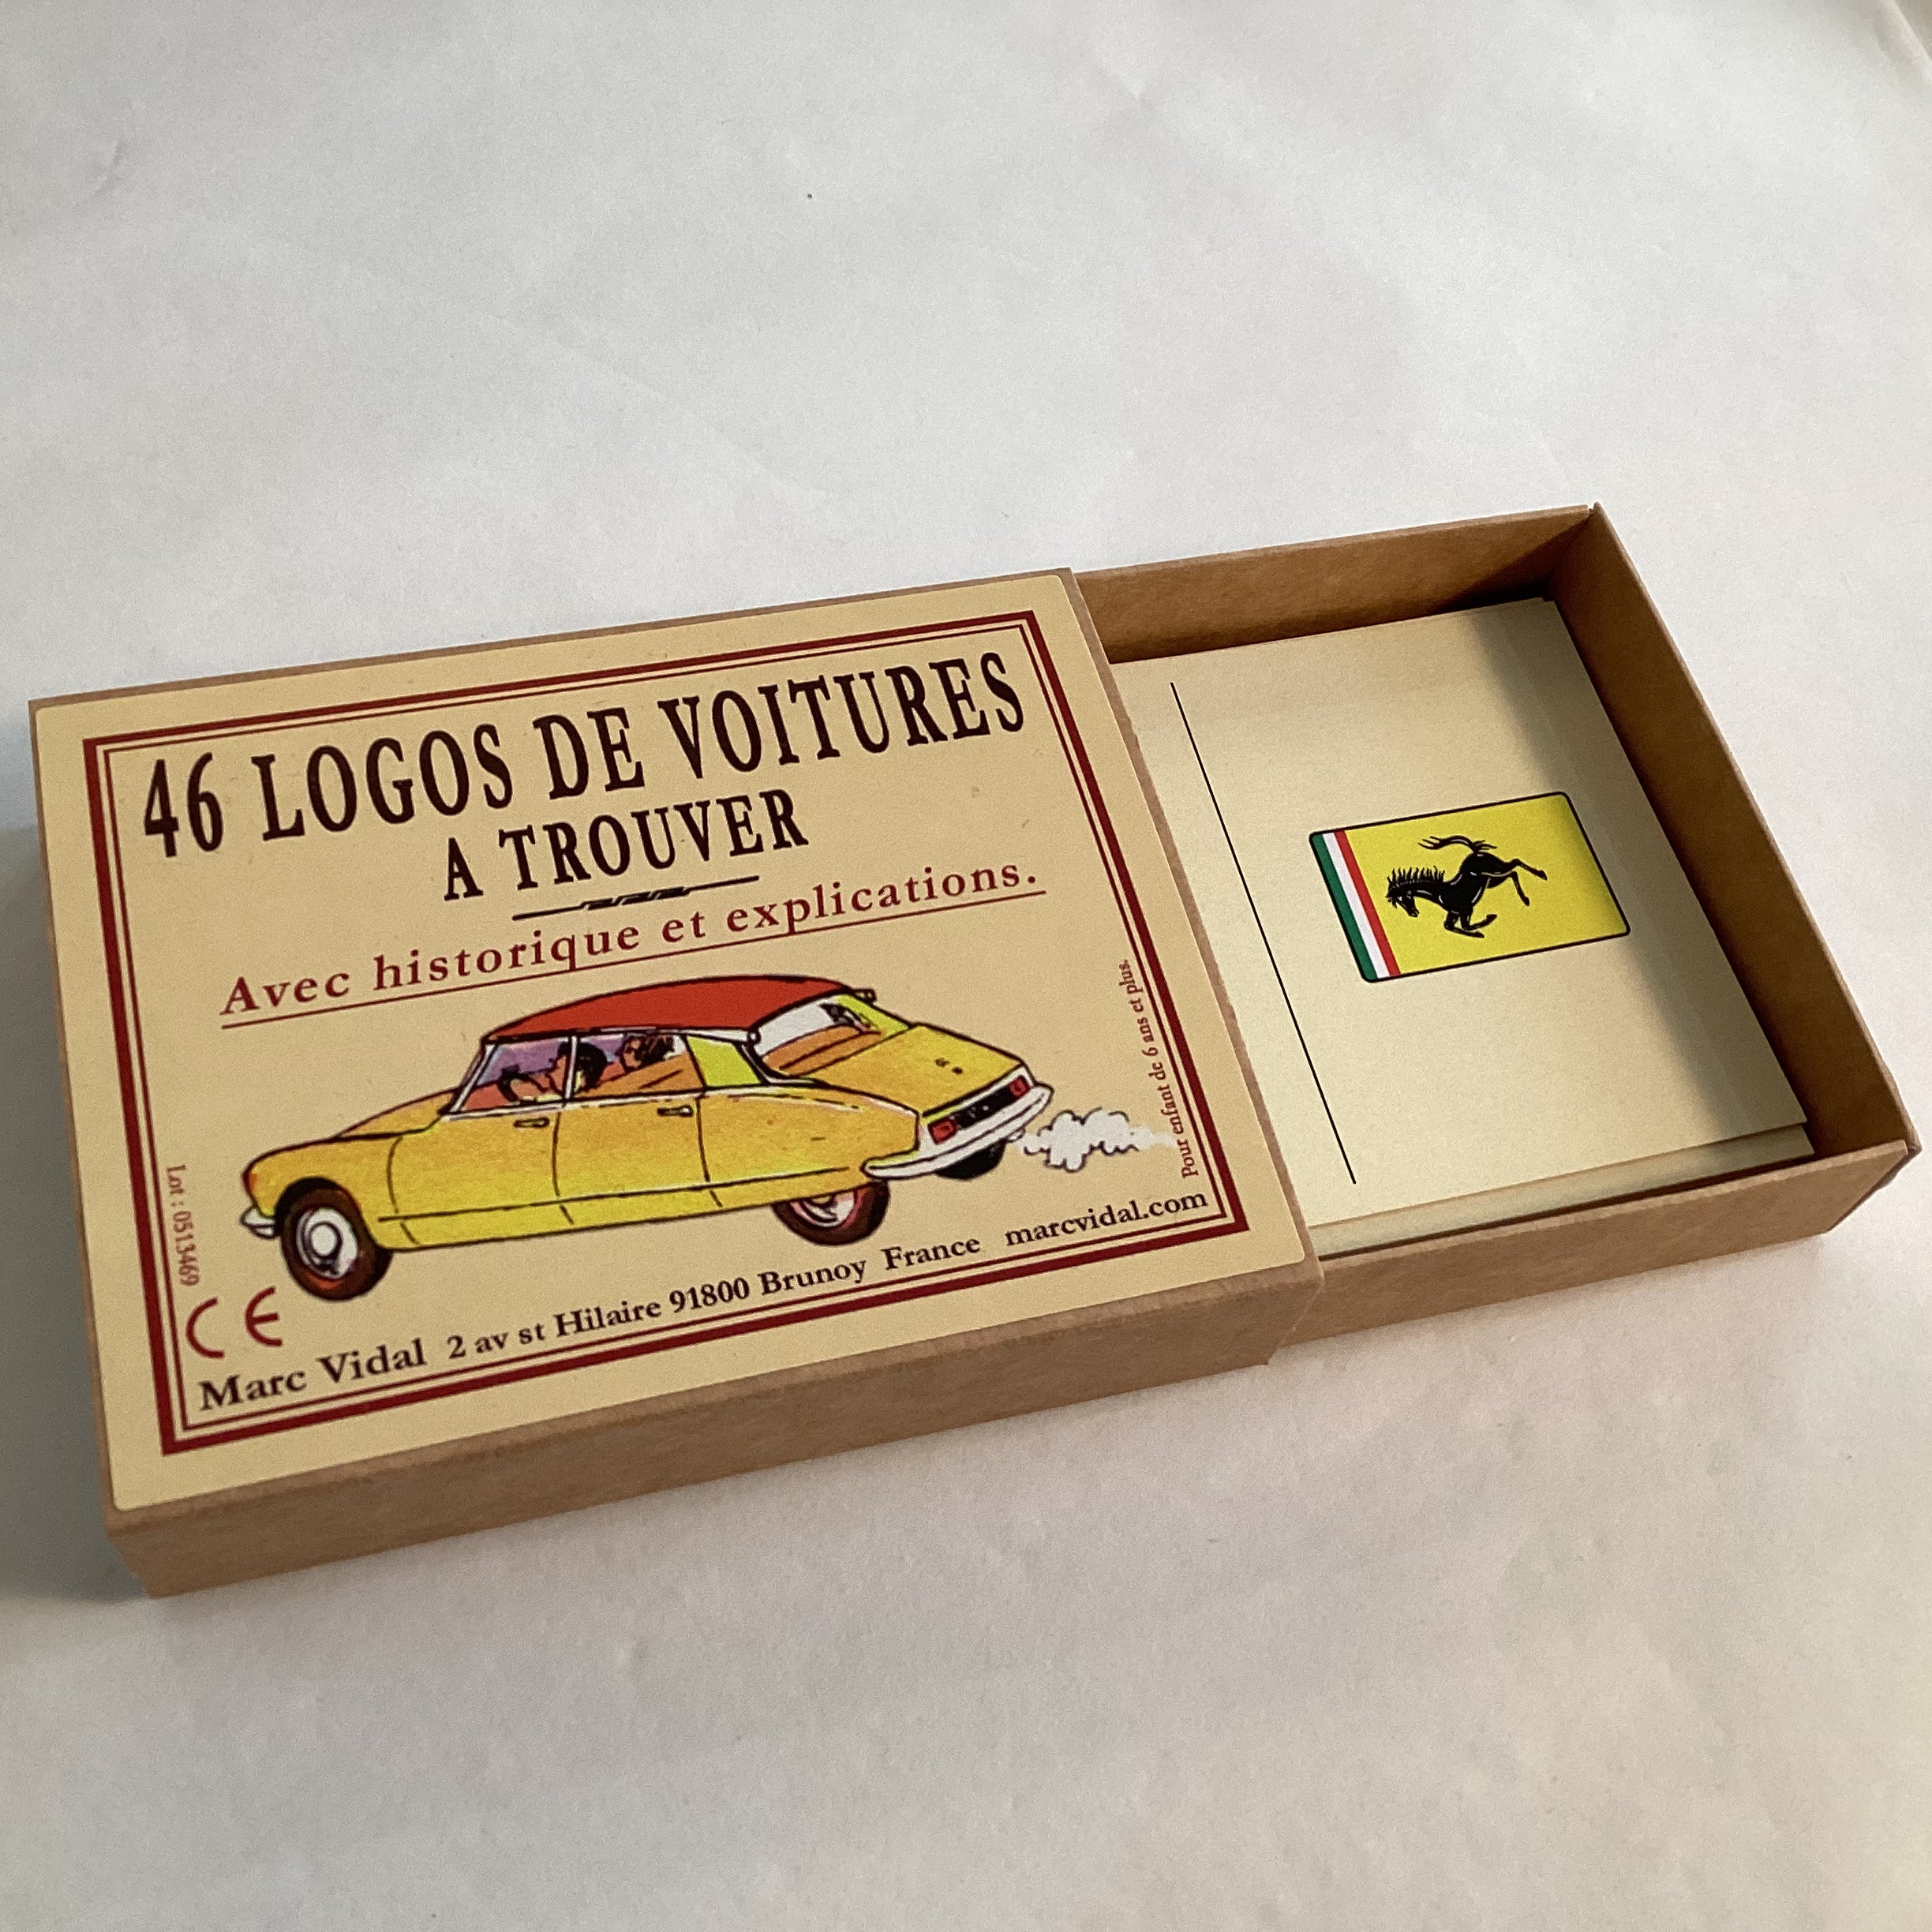 46 LOGOS DE VOITURES
A TROUVER
Avec historique et explications.
Pour enfant de 6 ans et plus.
Lot : 0513469
CE
Marc Vidal 2 av st Hilaire 91800 Brunoy France marcvidal.com